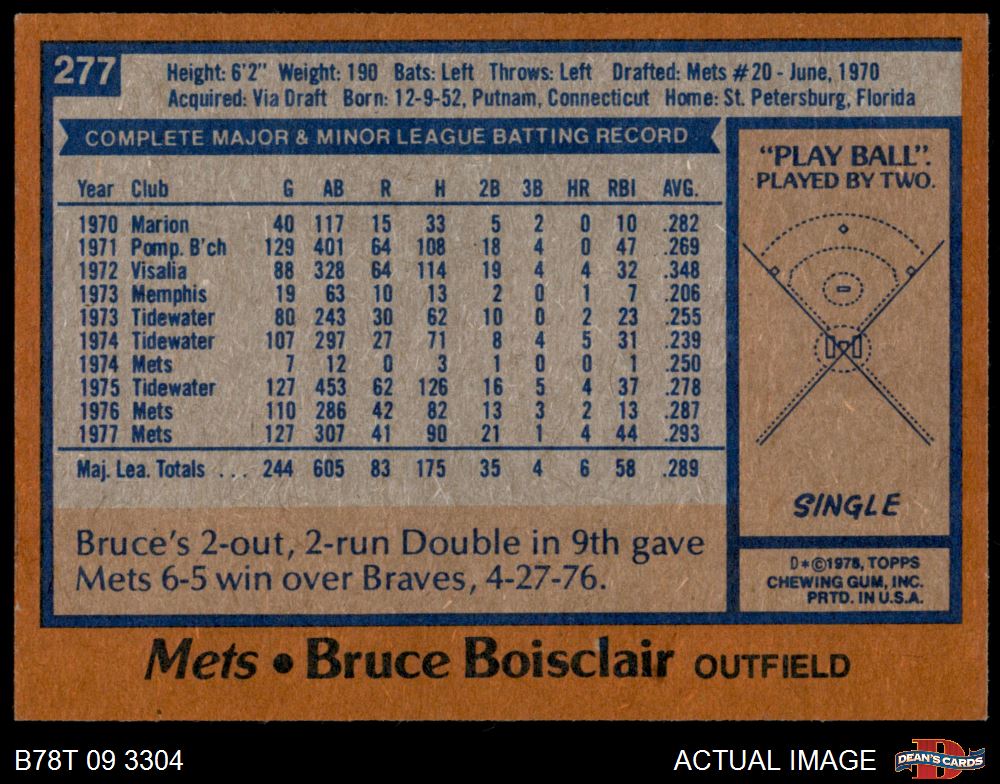 277
Height: 6'2" Weight: 190 Bats: Left Throws: Left Drafted: Mets #20 - June, 1970
Acquired: Via Draft Born: 12-9-52, Putnam, Connecticut Home: St. Petersburg, Florida
COMPLETE MAJOR & MINOR LEAGUE BATTING RECORD
Year Club G AB R H 2B 3B HR RBI AVG.
1970 Marion 40 117 15 33 5 2 0 10 .282
1971 Pomp. B'ch 129 401 64 108 18 4 0 47 .269
1972 Visalia 88 328 64 114 19 4 4 32 .348
1973 Memphis 19 63 10 13 2 0 1 7 .206
1973 Tidewater 80 243 30 62 10 0 2 23 .255
1974 Tidewater 107 297 27 71 8 4 5 31 .239
1974 Mets 7 12 0 3 1 0 0 1 .250
1975 Tidewater 127 453 62 126 16 5 4 37 .278
1976 Mets 110 286 42 82 13 3 2 13 .287
1977 Mets 127 307 41 90 21 1 4 44 .293
Maj. Lea. Totals ... 244 605 83 175 35 4 6 58 .289
Bruce's 2-out, 2-run Double in 9th gave
Mets 6-5 win over Braves, 4-27-76.
"PLAY BALL".
PLAYED BY TWO.
SINGLE
D*©1978, TOPPS
CHEWING GUM, INC.
PRTD. IN U.S.A.
Mets • Bruce Boisclair OUTFIELD
B78T 09 3304
ACTUAL IMAGE
DEAN'S CARDS